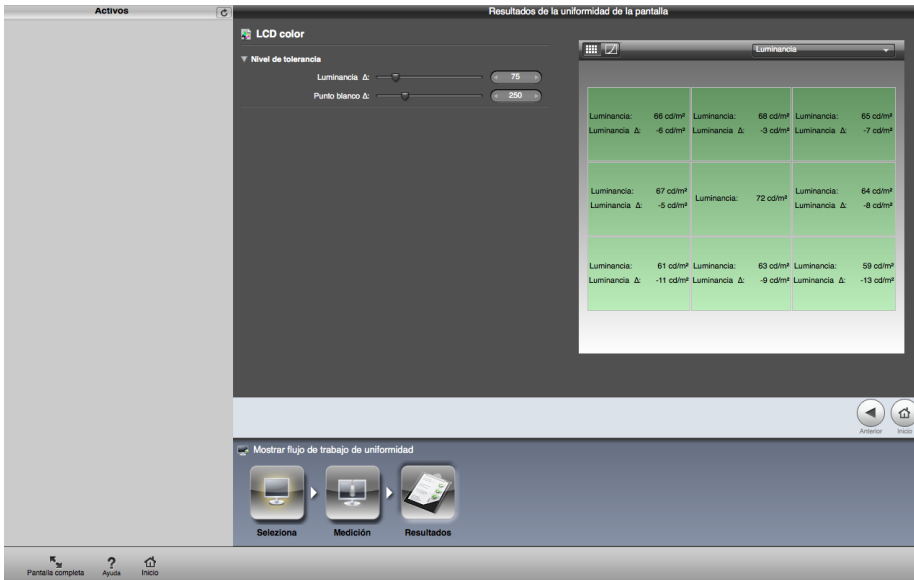 Activos
Resultados de la uniformidad de la pantalla
LCD color
Nivel de tolerancia
Luminancia Δ: 75
Punto blanco Δ: 250
Luminancia
Luminancia: 66 cd/m² Luminancia: 68 cd/m² Luminancia: 65 cd/m²
Luminancia Δ: -6 cd/m² Luminancia Δ: -3 cd/m² Luminancia Δ: -7 cd/m²
Luminancia: 67 cd/m² Luminancia: 72 cd/m² Luminancia: 64 cd/m²
Luminancia Δ: -5 cd/m² Luminancia Δ: -8 cd/m²
Luminancia: 61 cd/m² Luminancia: 63 cd/m² Luminancia: 59 cd/m²
Luminancia Δ: -11 cd/m² Luminancia Δ: -9 cd/m² Luminancia Δ: -13 cd/m²
Anterior Inicio
Mostrar flujo de trabajo de uniformidad
Seleziona Medición Resultados
Pantalla completa Ayuda Inicio